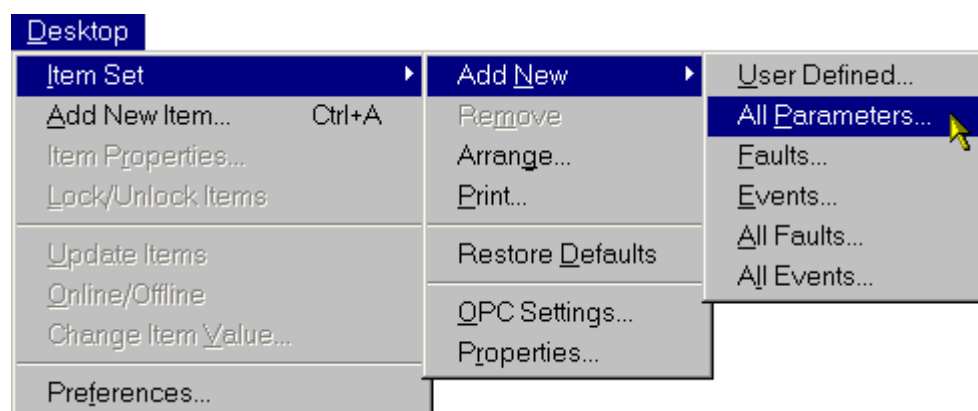 Desktop
Item Set
Add New Item... Ctrl+A
Item Properties...
Lock/Unlock Items
Update Items
Online/Offline
Change Item Value...
Preferences...
Add New
Remove
Arrange...
Print...
Restore Defaults
OPC Settings...
Properties...
User Defined...
All Parameters...
Faults...
Events...
All Faults...
All Events...